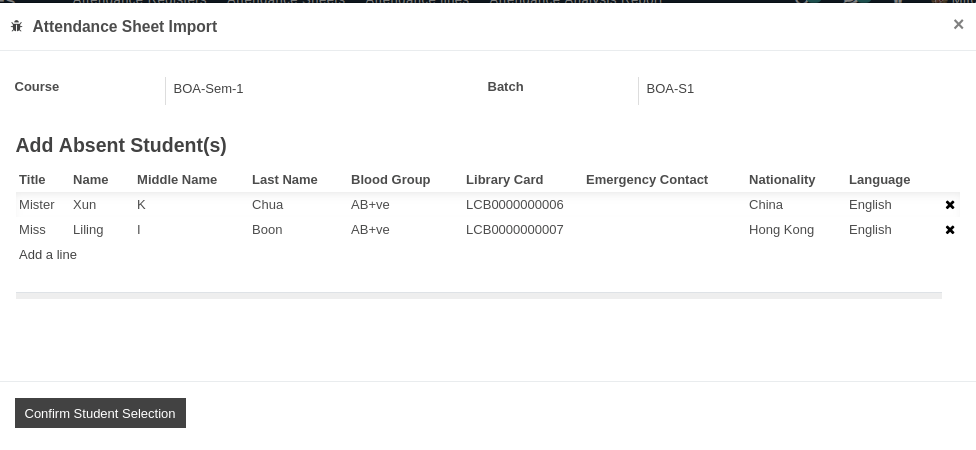 Attendance Sheet Import ×
Course BOA-Sem-1 Batch BOA-S1
Add Absent Student(s)
Title Name Middle Name Last Name Blood Group Library Card Emergency Contact Nationality Language
Mister Xun K Chua AB+ve LCB0000000006 China English
Miss Liling I Boon AB+ve LCB0000000007 Hong Kong English
Add a line
Confirm Student Selection